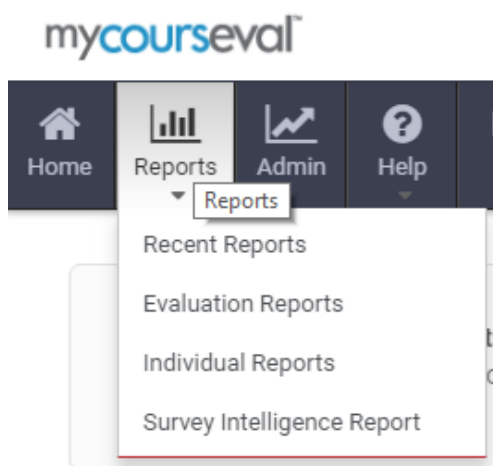 mycourseval
Home Reports Admin Help
Reports
Recent Reports
Evaluation Reports
Individual Reports
Survey Intelligence Report